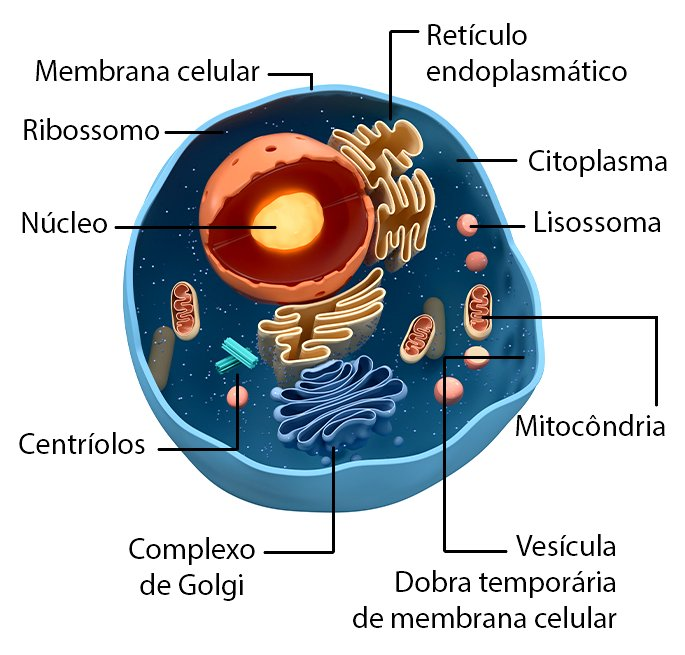 Retículo
endoplasmático
Membrana celular
Ribossomo
Citoplasma
Núcleo
Lisossoma
Mitocôndria
Centríolos
Complexo
de Golgi
Vesícula
Dobra temporária
de membrana celular